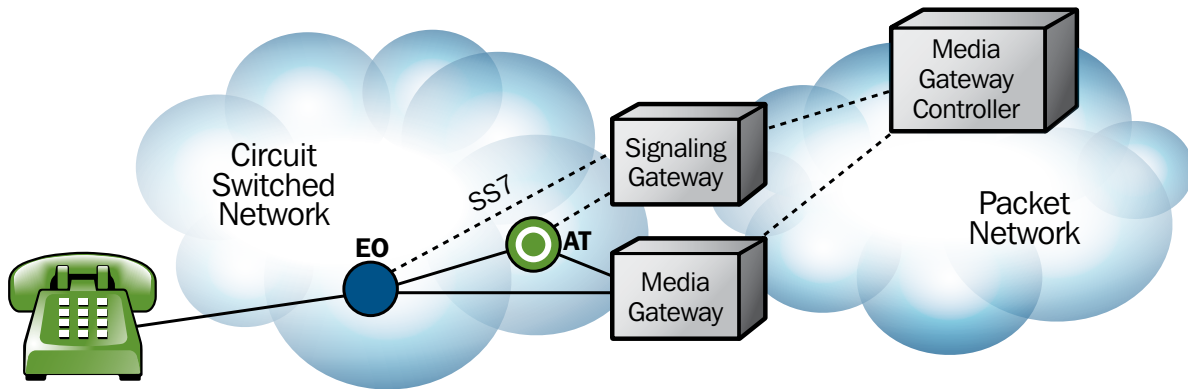 Circuit
Switched
Network
EO
SS7
AT
Signaling
Gateway
Media
Gateway
Media
Gateway
Controller
Packet
Network